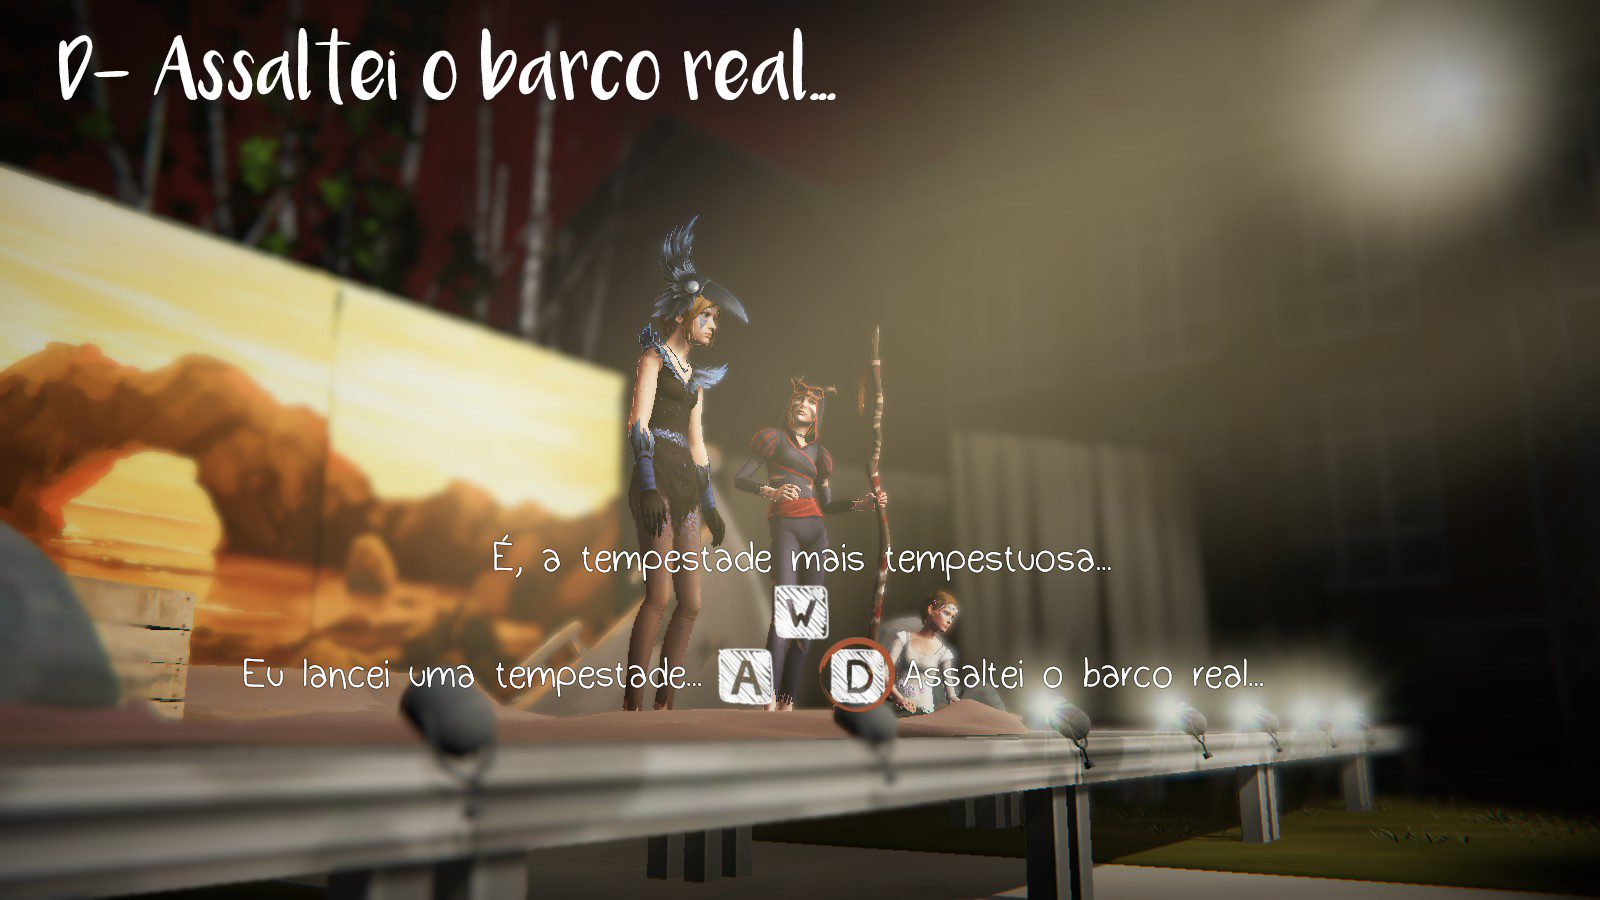 D- Assaltei o barco real...
É, a tempestade mais tempestuosa...
W
Eu lancei uma tempestade... A D Assaltei o barco real...